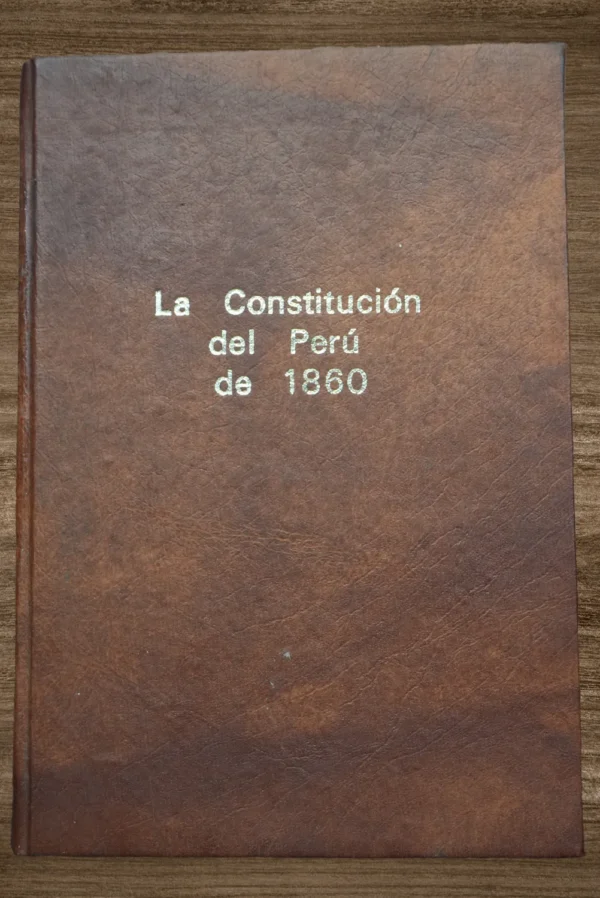 La Constitución
del Perú
de 1860